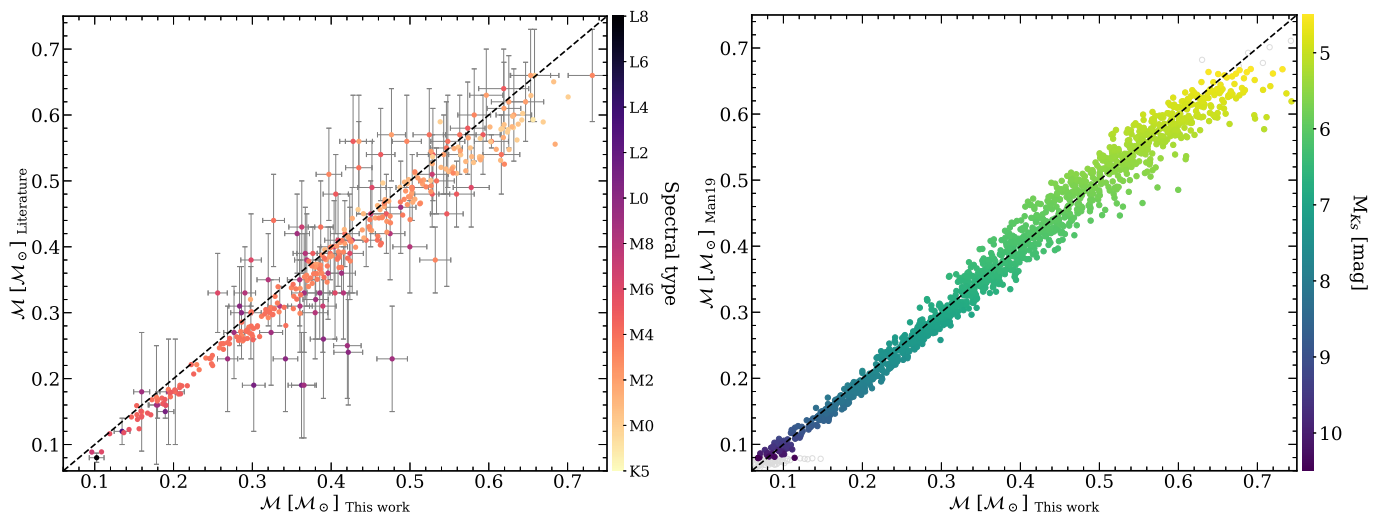 0.7
0.6
0.5
0.4
0.3
0.2
0.1
ℳ [ℳ⊙] Literature
0.1 0.2 0.3 0.4 0.5 0.6 0.7
ℳ [ℳ⊙] This work
L8
L6
L4
L2
L0
M8
M6
M4
M2
M0
K5
Spectral type
0.7
0.6
0.5
0.4
0.3
0.2
0.1
ℳ [ℳ⊙] Man19
0.1 0.2 0.3 0.4 0.5 0.6 0.7
ℳ [ℳ⊙] This work
5
6
7
8
9
10
M_Ks [mag]